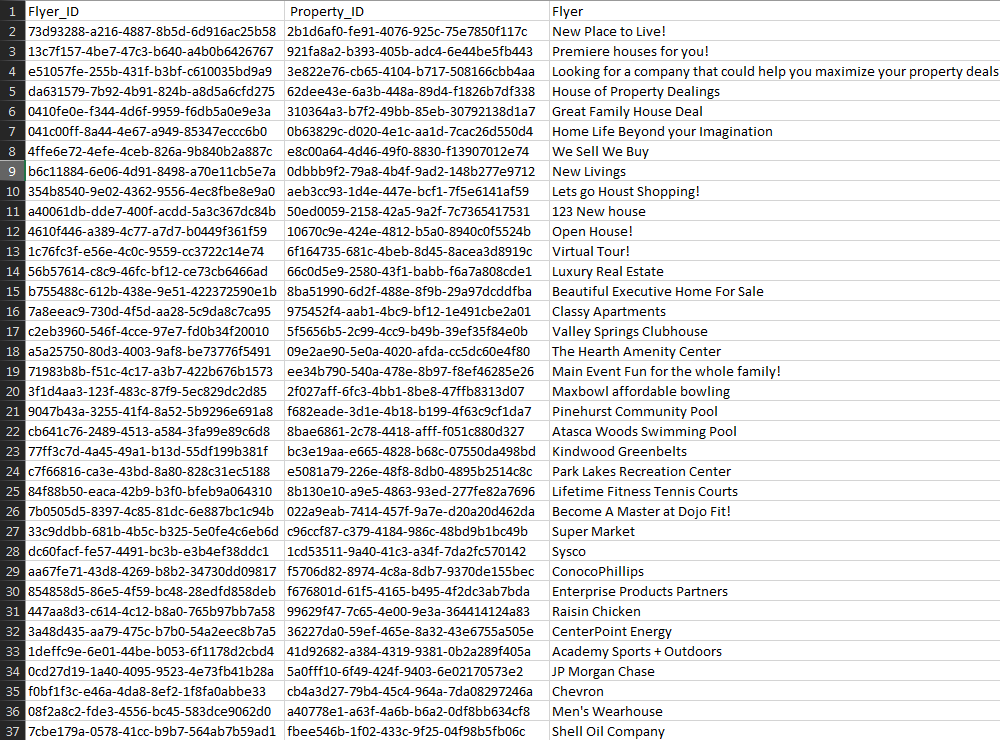 1 Flyer_ID Property_ID Flyer
2 73d93288-a216-4887-8b5d-6d916ac25b58 2b1d6af0-fe91-4076-925c-75e7850f117c New Place to Live!
3 13c7f157-4be7-47c3-b640-a4b0b6426767 921fa8a2-b393-405b-adc4-6e44be5fb443 Premiere houses for you!
4 e51057fe-255b-431f-b3bf-c610035bd9a9 3e822e76-cb65-4104-b717-508166cbb4aa Looking for a company that could help you maximize your property deals
5 da631579-7b92-4b91-824b-a8d5a6cfd275 62dee43e-6a3b-448a-89d4-f1826b7df338 House of Property Dealings
6 0410fe0e-f344-4d6f-9959-f6db5a0e9e3a 310364a3-b7f2-49bb-85eb-30792138d1a7 Great Family House Deal
7 041c00ff-8a44-4e67-a949-85347eccc6b0 0b63829c-d020-4e1c-aa1d-7cac26d550d4 Home Life Beyond your Imagination
8 4ffe6e72-4efe-4ceb-826a-9b840b2a887c e8c00a64-4d46-49f0-8830-f13907012e74 We Sell We Buy
9 b6c11884-6e06-4d91-8498-a70e11cb5e7a 0dbbb9f2-79a8-4b4f-9ad2-148b277e9712 New Livings
10 354b8540-9e02-4362-9556-4ec8fbe8e9a0 aeb3cc93-1d4e-447e-bcf1-7f5e6141af59 Lets go Houst Shopping!
11 a40061db-dde7-400f-acdd-5a3c367dc84b 50ed0059-2158-42a5-9a2f-7c7365417531 123 New house
12 4610f446-a389-4c77-a7d7-b0449f361f59 10670c9e-424e-4812-b5a0-8940c0f5524b Open House!
13 1c76fc3f-e56e-4c0c-9559-cc3722c14e74 6f164735-681c-4beb-8d45-8acea3d8919c Virtual Tour!
14 56b57614-c8c9-46fc-bf12-ce73cb6466ad 66c0d5e9-2580-43f1-babb-f6a7a808cde1 Luxury Real Estate
15 b755488c-612b-438e-9e51-422372590e1b 8ba51990-6d2f-488e-8f9b-29a97dcddfba Beautiful Executive Home For Sale
16 7a8eeac9-730d-4f5d-aa28-5c9da8c7ca95 975452f4-aab1-4bc9-bf12-1e491cbe2a01 Classy Apartments
17 c2eb3960-546f-4cce-97e7-fd0b34f20010 5f5656b5-2c99-4cc9-b49b-39ef35f84e0b Valley Springs Clubhouse
18 a5a25750-80d3-4003-9af8-be73776f5491 09e2ae90-5e0a-4020-afda-cc5dc60e4f80 The Hearth Amenity Center
19 71983b8b-f51c-4c17-a3b7-422b676b1573 ee34b790-540a-478e-8b97-f8ef46285e26 Main Event Fun for the whole family!
20 3f1d4aa3-123f-483c-87f9-5ec829dc2d85 2f027aff-6fc3-4bb1-8be8-47ffb8313d07 Maxbowl affordable bowling
21 9047b43a-3255-41f4-8a52-5b9296e691a8 f682eade-3d1e-4b18-b199-4f63c9cf1da7 Pinehurst Community Pool
22 cb641c76-2489-4513-a584-3fa99e89c6d8 8bae6861-2c78-4418-afff-f051c880d327 Atasca Woods Swimming Pool
23 77ff3c7d-4a45-49a1-b13d-55df199b381f bc3e19aa-e665-4828-b68c-07550da498bd Kindwood Greenbelts
24 c7f66816-ca3e-43bd-8a80-828c31ec5188 e5081a79-226e-48f8-8db0-4895b2514c8c Park Lakes Recreation Center
25 84f88b50-eaca-42b9-b3f0-bfeb9a064310 8b130e10-a9e5-4863-93ed-277fe82a7696 Lifetime Fitness Tennis Courts
26 7b0505d5-8397-4c85-81dc-6e887bc1c94b 022a9eab-7414-457f-9a7e-d20a20d462da Become A Master at Dojo Fit!
27 33c9ddbb-681b-4b5c-b325-5e0fe4c6eb6d c96ccf87-c379-4184-986c-48bd9b1bc49b Super Market
28 dc60facf-fe57-4491-bc3b-e3b4ef38ddc1 1cd53511-9a40-41c3-a34f-7da2fc570142 Sysco
29 aa67fe71-43d8-4269-b8b2-34730dd09817 f5706d82-8974-4c8a-8db7-9370de155bec ConocoPhillips
30 854858d5-86e5-4f59-bc48-28edfd858deb f676801d-61f5-4165-b495-4f2dc3ab7bda Enterprise Products Partners
31 447aa8d3-c614-4c12-b8a0-765b97bb7a58 99629f47-7c65-4e00-9e3a-364414124a83 Raisin Chicken
32 3a48d435-aa79-475c-b7b0-54a2eec8b7a5 36227da0-59ef-465e-8a32-43e6755a505e CenterPoint Energy
33 1deffc9e-6e01-44be-b053-6f1178d2cbd4 41d92682-a384-4319-9381-0b2a289f405a Academy Sports + Outdoors
34 0cd27d19-1a40-4095-9523-4e73fb41b28a 5a0fff10-6f49-424f-9403-6e02170573e2 JP Morgan Chase
35 f0bf1f3c-e46a-4da8-8ef2-1f8fa0abbe33 cb4a3d27-79b4-45c4-964a-7da08297246a Chevron
36 08f2a8c2-fde3-4556-bc45-583dce9062d0 a40778e1-a63f-4a6b-b6a2-0df8bb634cf8 Men's Wearhouse
37 7cbe179a-0578-41cc-b9b7-564ab7b59ad1 fbee546b-1f02-433c-9f25-04f98b5fb06c Shell Oil Company